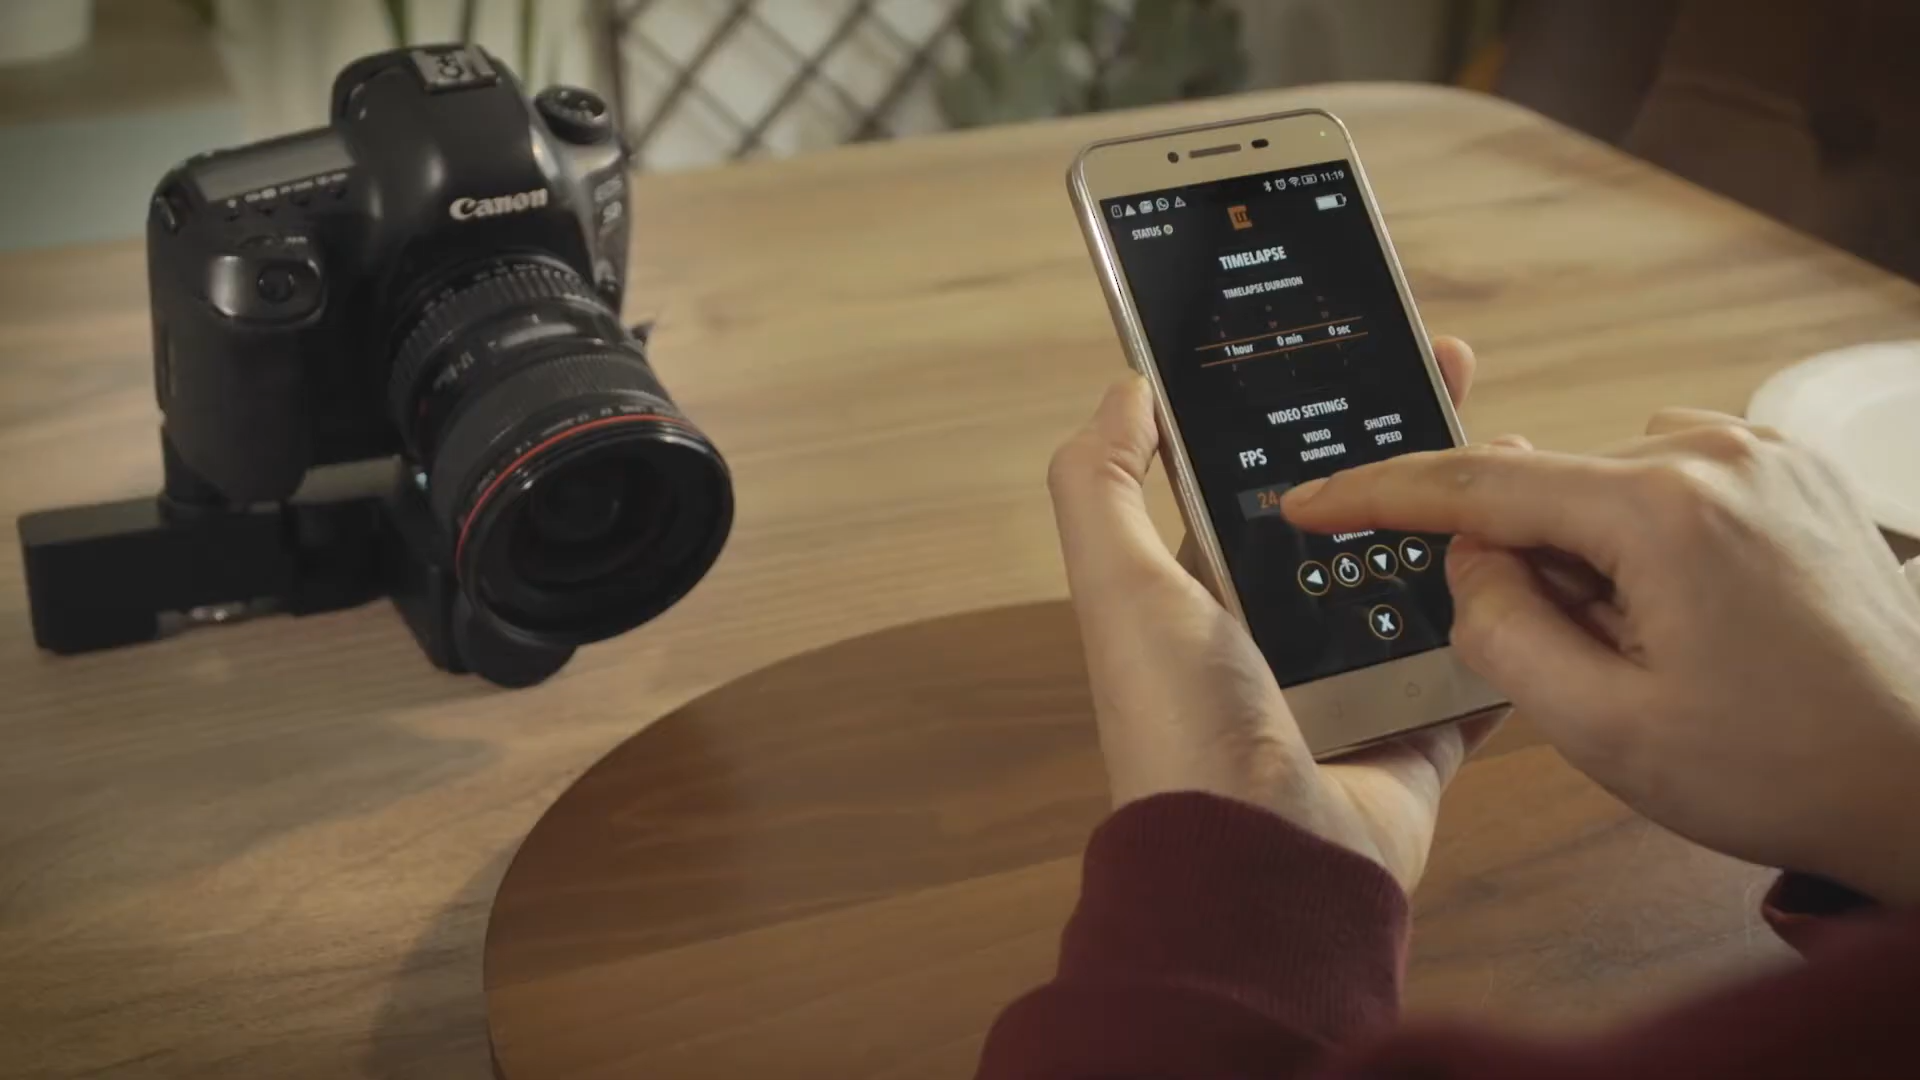 Canon
11:19
STATUS
TIMELAPSE
TIMELAPSE DURATION
1 hour 0 min 0 sec
VIDEO SETTINGS
FPS
VIDEO
DURATION
SHUTTER
SPEED
24
X